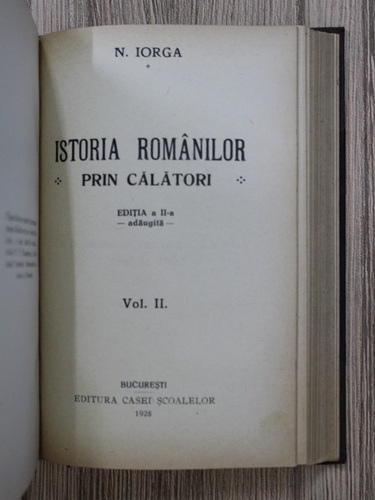 N. IORGA
ISTORIA ROMÂNILOR
PRIN CĂLĂTORI
EDIȚIA a II-a
— adăugită —
Vol. II.
BUCUREȘTI
EDITURA CASEI ȘCOALELOR
1928